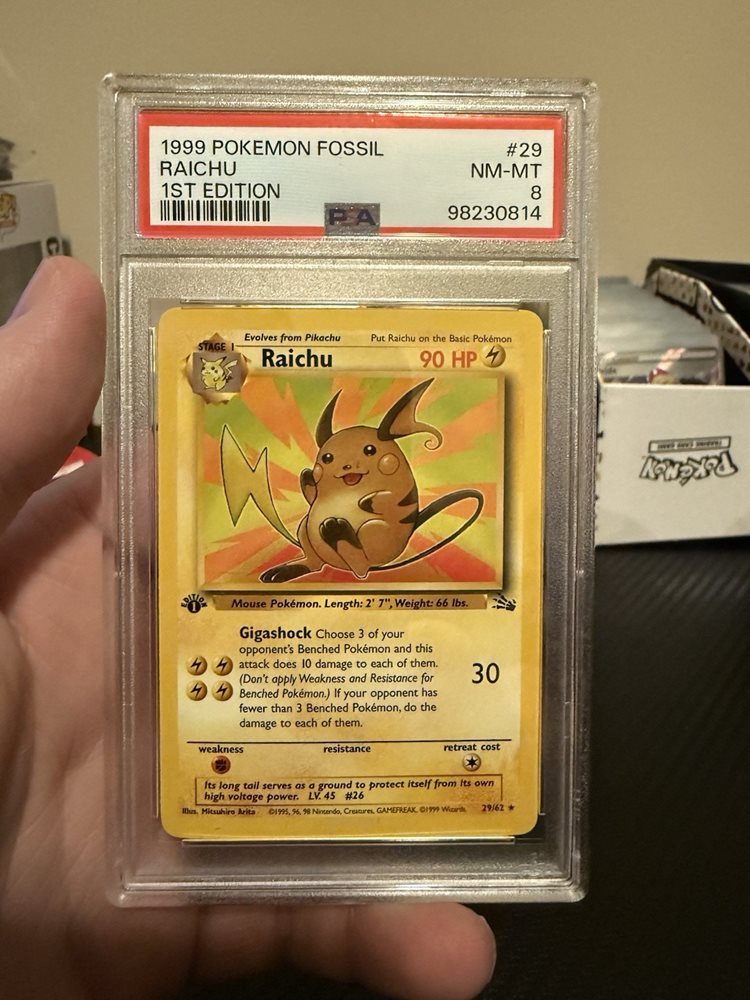 1999 POKEMON FOSSIL #29
RAICHU NM-MT
1ST EDITION 8
PSA 98230814
Evolves from Pikachu Put Raichu on the Basic Pokémon
STAGE 1
Raichu 90 HP
EDITION
1
Mouse Pokémon. Length: 2' 7", Weight: 66 lbs.
Gigashock Choose 3 of your
opponent's Benched Pokémon and this
attack does 10 damage to each of them.
(Don't apply Weakness and Resistance for
Benched Pokémon.) If your opponent has
fewer than 3 Benched Pokémon, do the
damage to each of them.
30
weakness resistance retreat cost
Its long tail serves as a ground to protect itself from its own
high voltage power. LV. 45 #26
Illus. Mitsuhiro Arita ©1995, 96, 98 Nintendo, Creatures, GAMEFREAK. ©1999 Wizards. 29/62 ★
POKéMON
TRADING CARD GAME